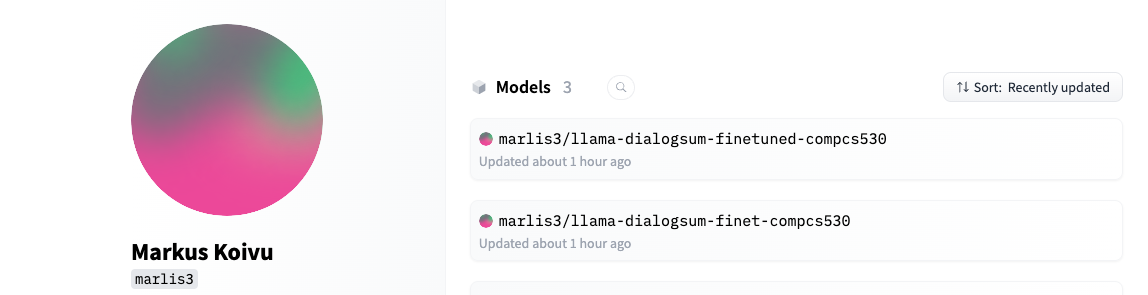 Models 3
Sort: Recently updated
marlis3/llama-dialogsum-finetuned-compcs530
Updated about 1 hour ago
marlis3/llama-dialogsum-finet-compcs530
Updated about 1 hour ago
Markus Koivu
marlis3